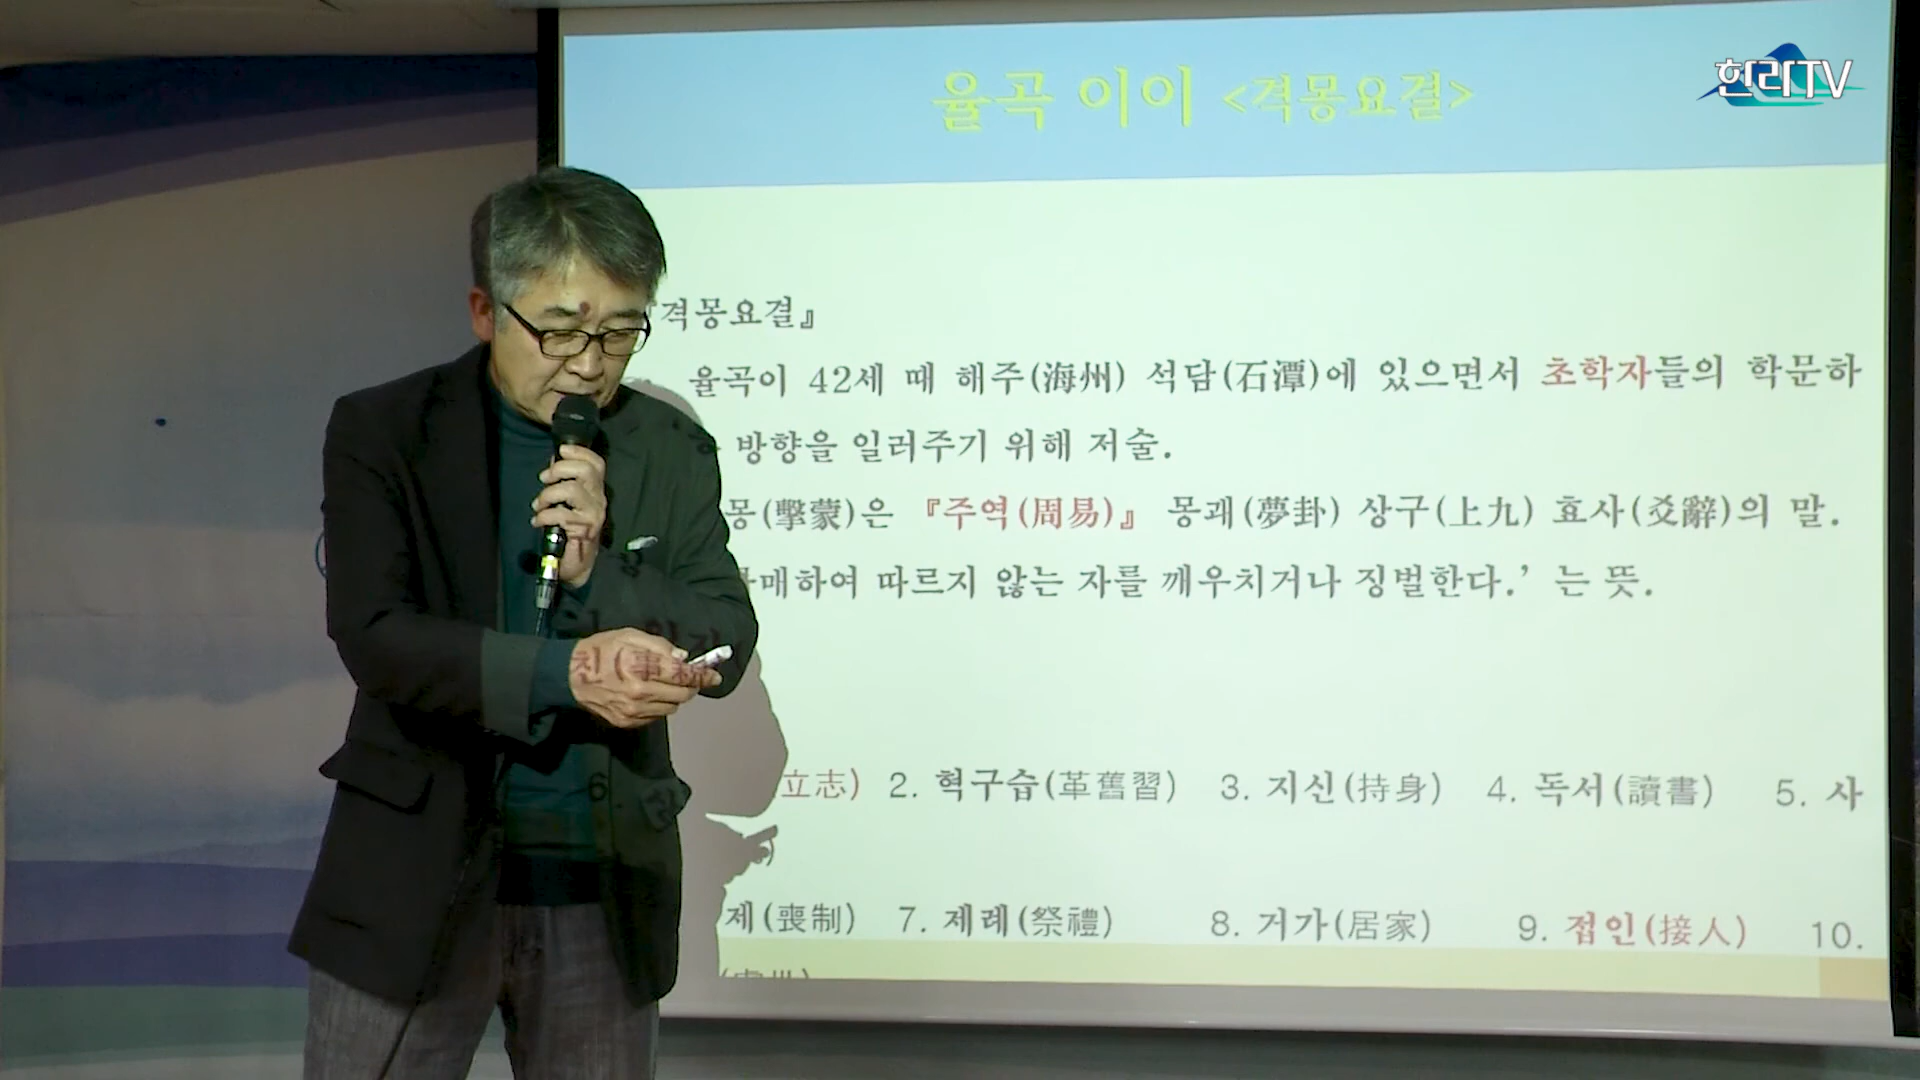 한라TV
율곡 이이 <격몽요결>
『격몽요결』
율곡이 42세 때 해주(海州) 석담(石潭)에 있으면서 초학자들의 학문하
방향을 일러주기 위해 저술.
몽(擊蒙)은 『주역(周易)』 몽괘(夢卦) 상구(上九) 효사(爻辭)의 말.
매하여 따르지 않는 자를 깨우치거나 징벌한다.’ 는 뜻.
立志) 2. 혁구습(革舊習) 3. 지신(持身) 4. 독서(讀書) 5. 사
친(事親)
6. 상제(喪制) 7. 제례(祭禮) 8. 거가(居家) 9. 접인(接人) 10.